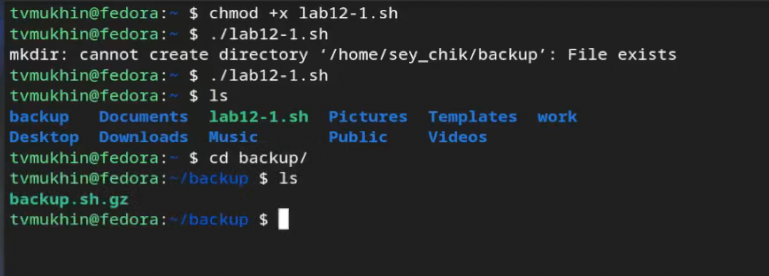 tvmukhin@fedora:~ $ chmod +x lab12-1.sh
tvmukhin@fedora:~ $ ./lab12-1.sh
mkdir: cannot create directory ‘/home/sey_chik/backup’: File exists
tvmukhin@fedora:~ $ ./lab12-1.sh
tvmukhin@fedora:~ $ ls
backup   Documents  lab12-1.sh  Pictures  Templates  work
Desktop  Downloads  Music       Public    Videos
tvmukhin@fedora:~ $ cd backup/
tvmukhin@fedora:~/backup $ ls
backup.sh.gz
tvmukhin@fedora:~/backup $